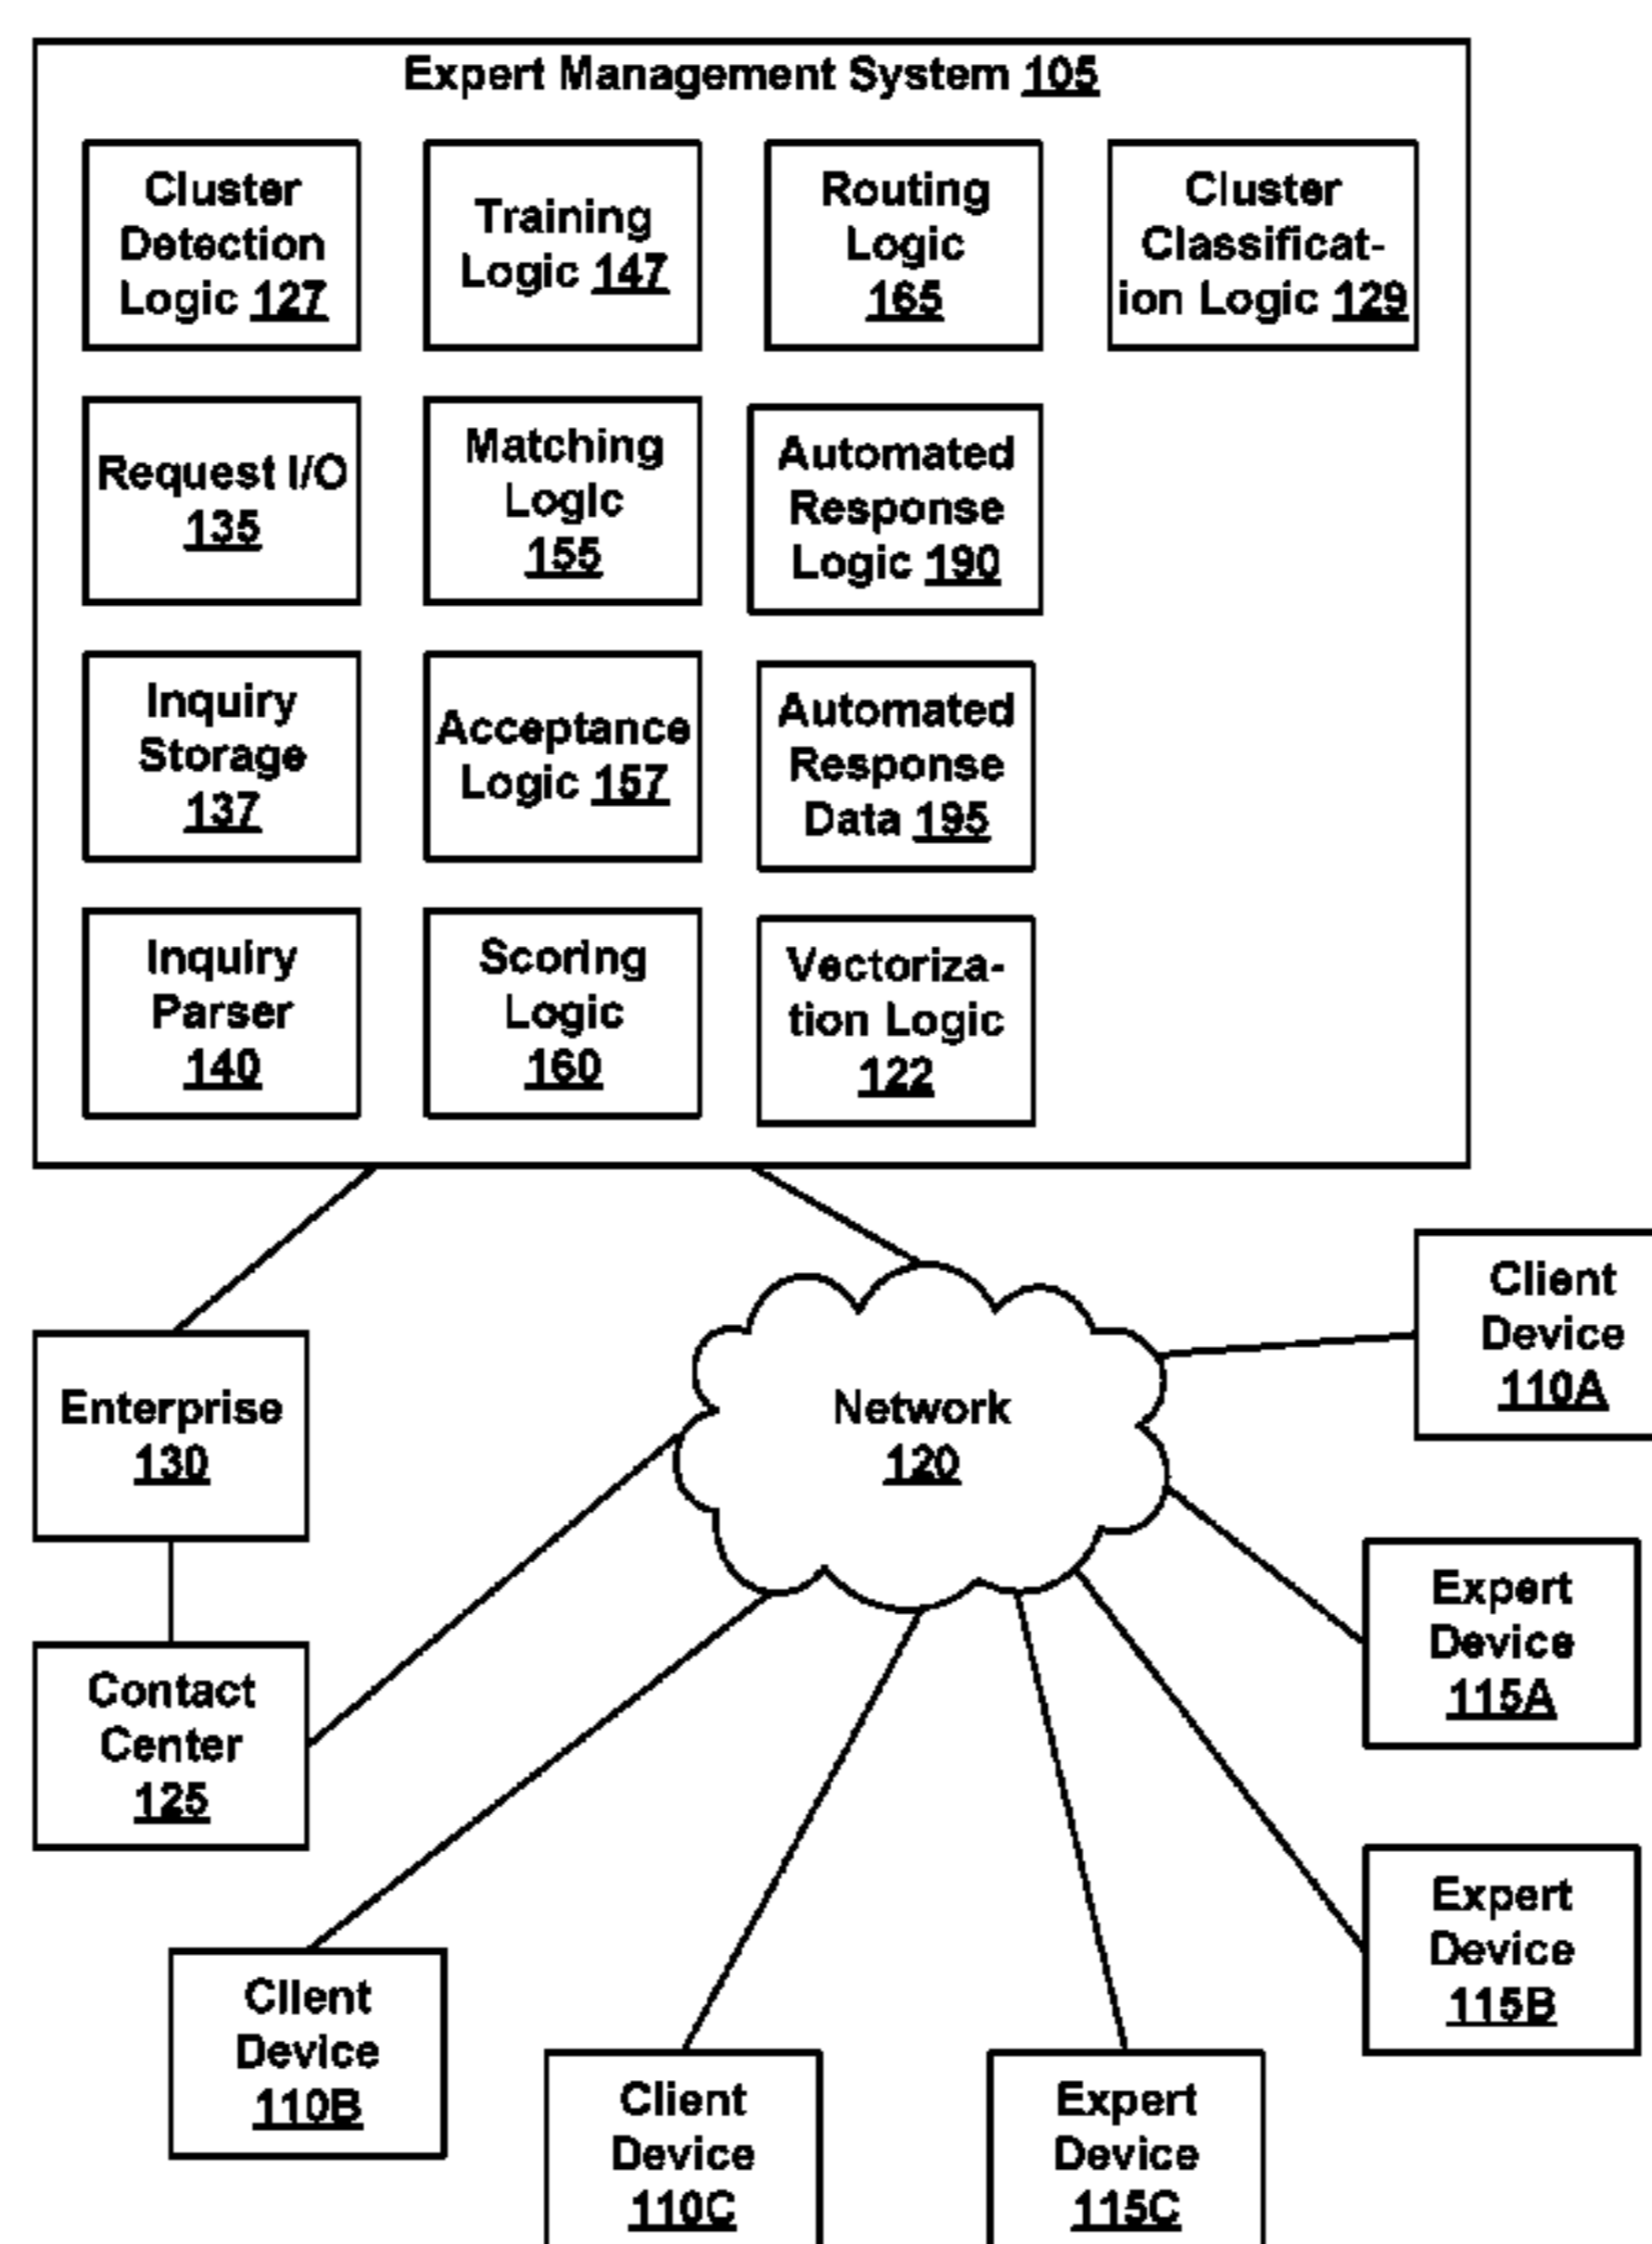 Expert Management System 105
Cluster
Detection
Logic 127
Training
Logic 147
Routing
Logic
165
Cluster
Classificat-
ion Logic 129
Request I/O
135
Matching
Logic
155
Automated
Response
Logic 190
Inquiry
Storage
137
Acceptance
Logic 157
Automated
Response
Data 195
Inquiry
Parser
140
Scoring
Logic
160
Vectoriza-
tion Logic
122
Client
Device
110A
Enterprise
130
Network
120
Expert
Device
115A
Contact
Center
125
Expert
Device
115B
Client
Device
110B
Client
Device
110C
Expert
Device
115C